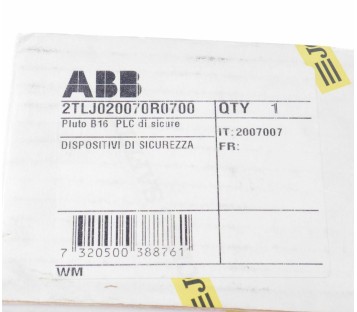 ABB
2TLJ020070R0700 QTY 1
Pluto B16 PLC di sicure
IT:2007007
DISPOSITIVI DI SICUREZZA FR:
7 320500 388761
WM